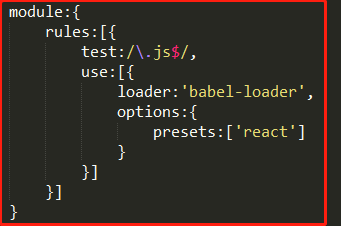 module:{
    rules:[{
        test:/\.js$/,
        use:[{
            loader:'babel-loader',
            options:{
                presets:['react']
            }
        }]
    }]
}